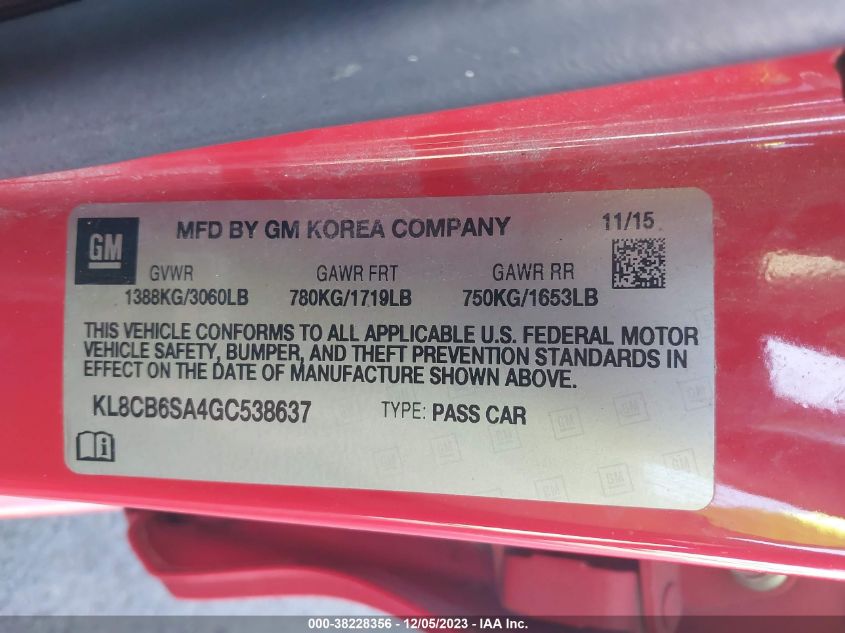 GM
MFD BY GM KOREA COMPANY
11/15
GVWR GAWR FRT GAWR RR
1388KG/3060LB 780KG/1719LB 750KG/1653LB
THIS VEHICLE CONFORMS TO ALL APPLICABLE U.S. FEDERAL MOTOR
VEHICLE SAFETY, BUMPER, AND THEFT PREVENTION STANDARDS IN
EFFECT ON THE DATE OF MANUFACTURE SHOWN ABOVE.
KL8CB6SA4GC538637 TYPE: PASS CAR
000-38228356 - 12/05/2023 - IAA Inc.